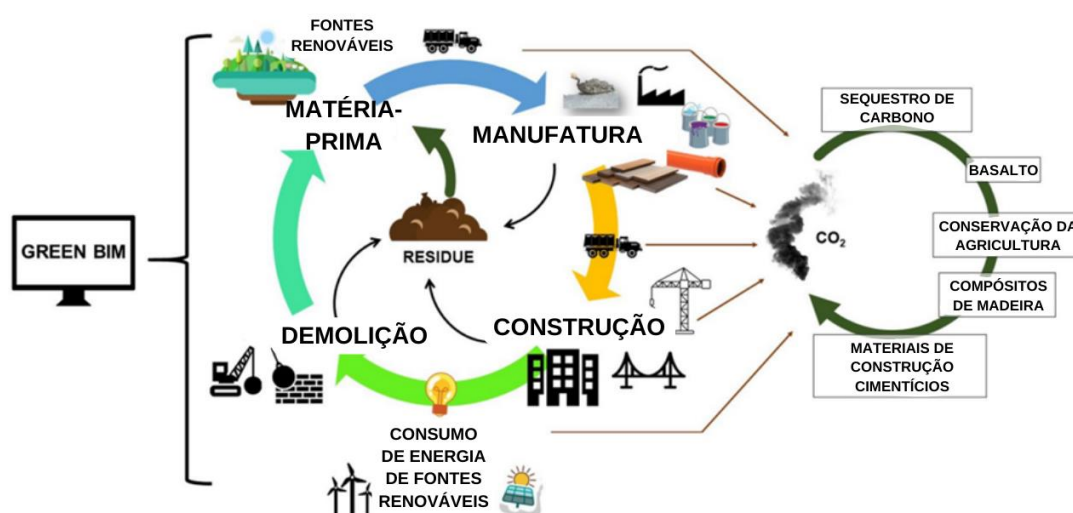 FONTES
RENOVÁVEIS
MATÉRIA-
PRIMA
MANUFATURA
GREEN BIM
RESIDUE
DEMOLIÇÃO
CONSTRUÇÃO
CONSUMO
DE ENERGIA
DE FONTES
RENOVÁVEIS
CO₂
SEQUESTRO DE
CARBONO
BASALTO
CONSERVAÇÃO DA
AGRICULTURA
COMPÓSITOS
DE MADEIRA
MATERIAIS DE
CONSTRUÇÃO
CIMENTÍCIOS